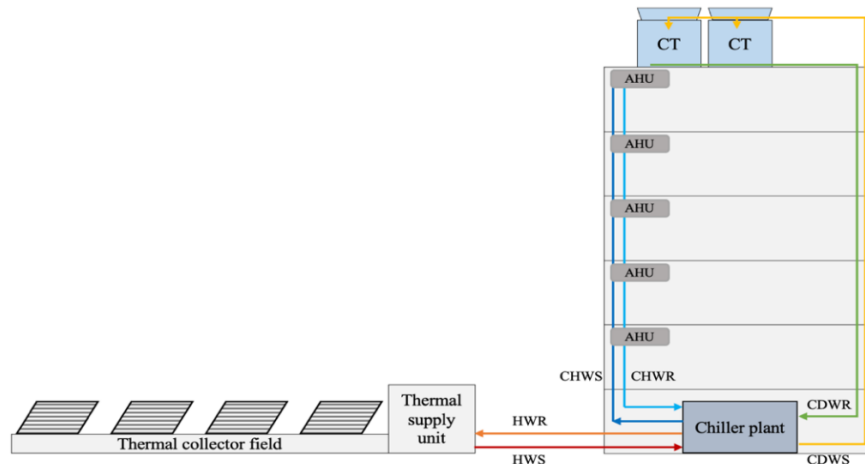 CT CT
AHU
AHU
AHU
AHU
AHU
CHWS CHWR
Thermal
supply
unit
HWR
Chiller plant
CDWR
Thermal collector field
HWS
CDWS